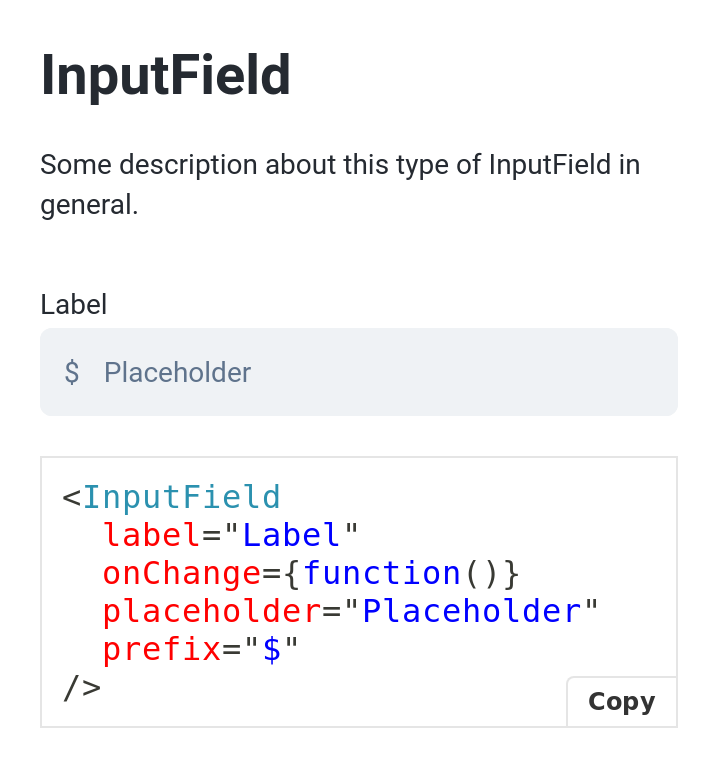 InputField
Some description about this type of InputField in
general.
Label
$ Placeholder
<InputField
  label="Label"
  onChange={function()}
  placeholder="Placeholder"
  prefix="$"
/>
Copy